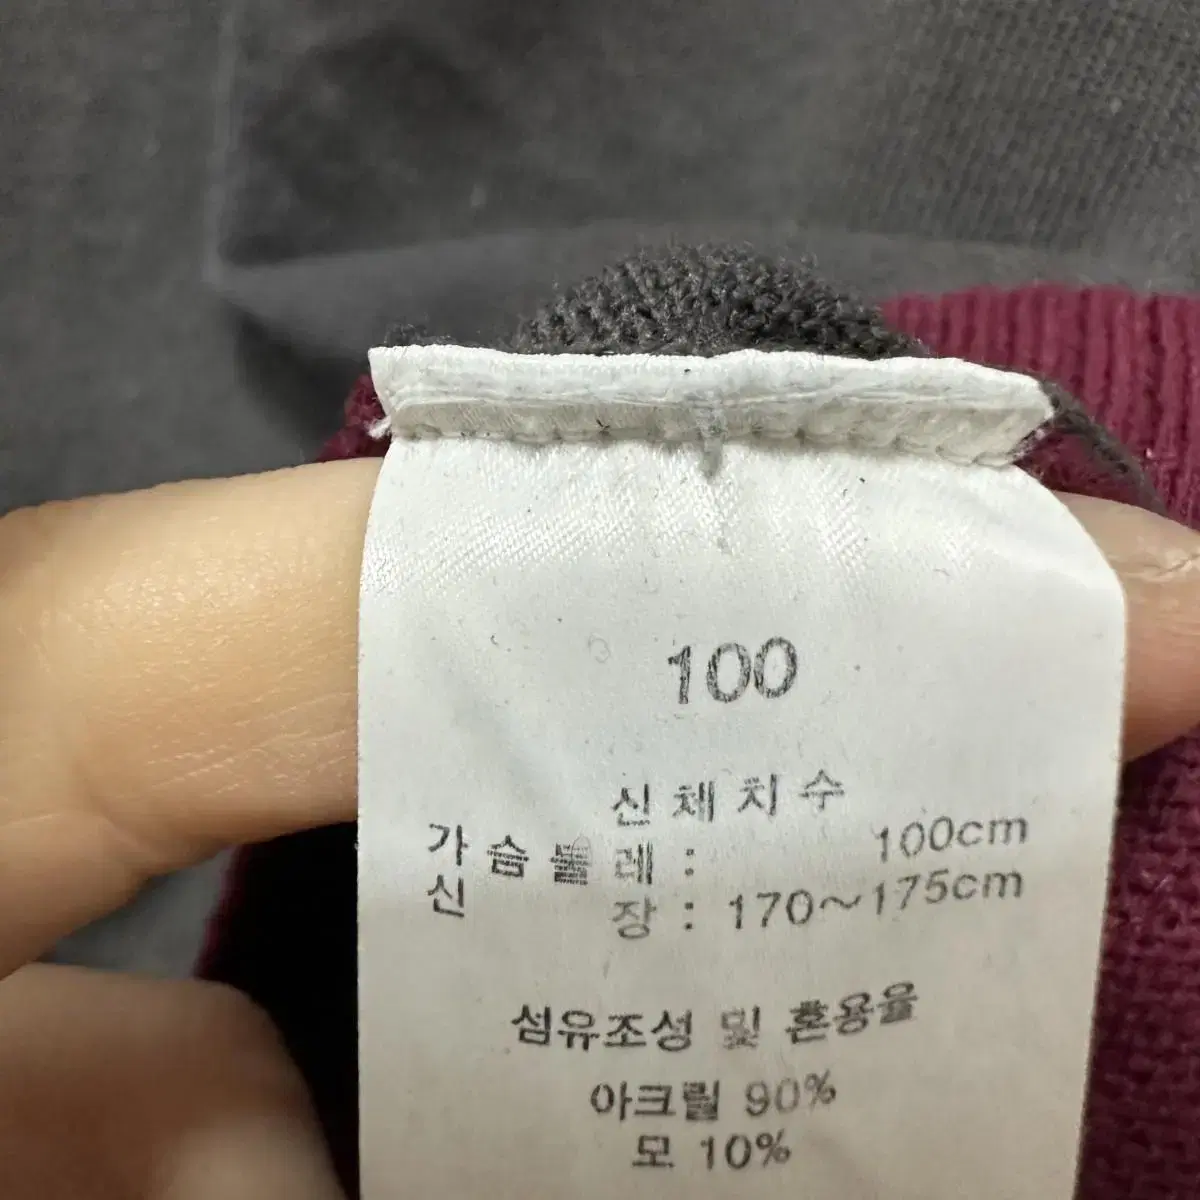 100
신체치수
가슴둘레: 100cm
신장: 170~175cm
섬유조성 및 혼용율
아크릴 90%
모 10%